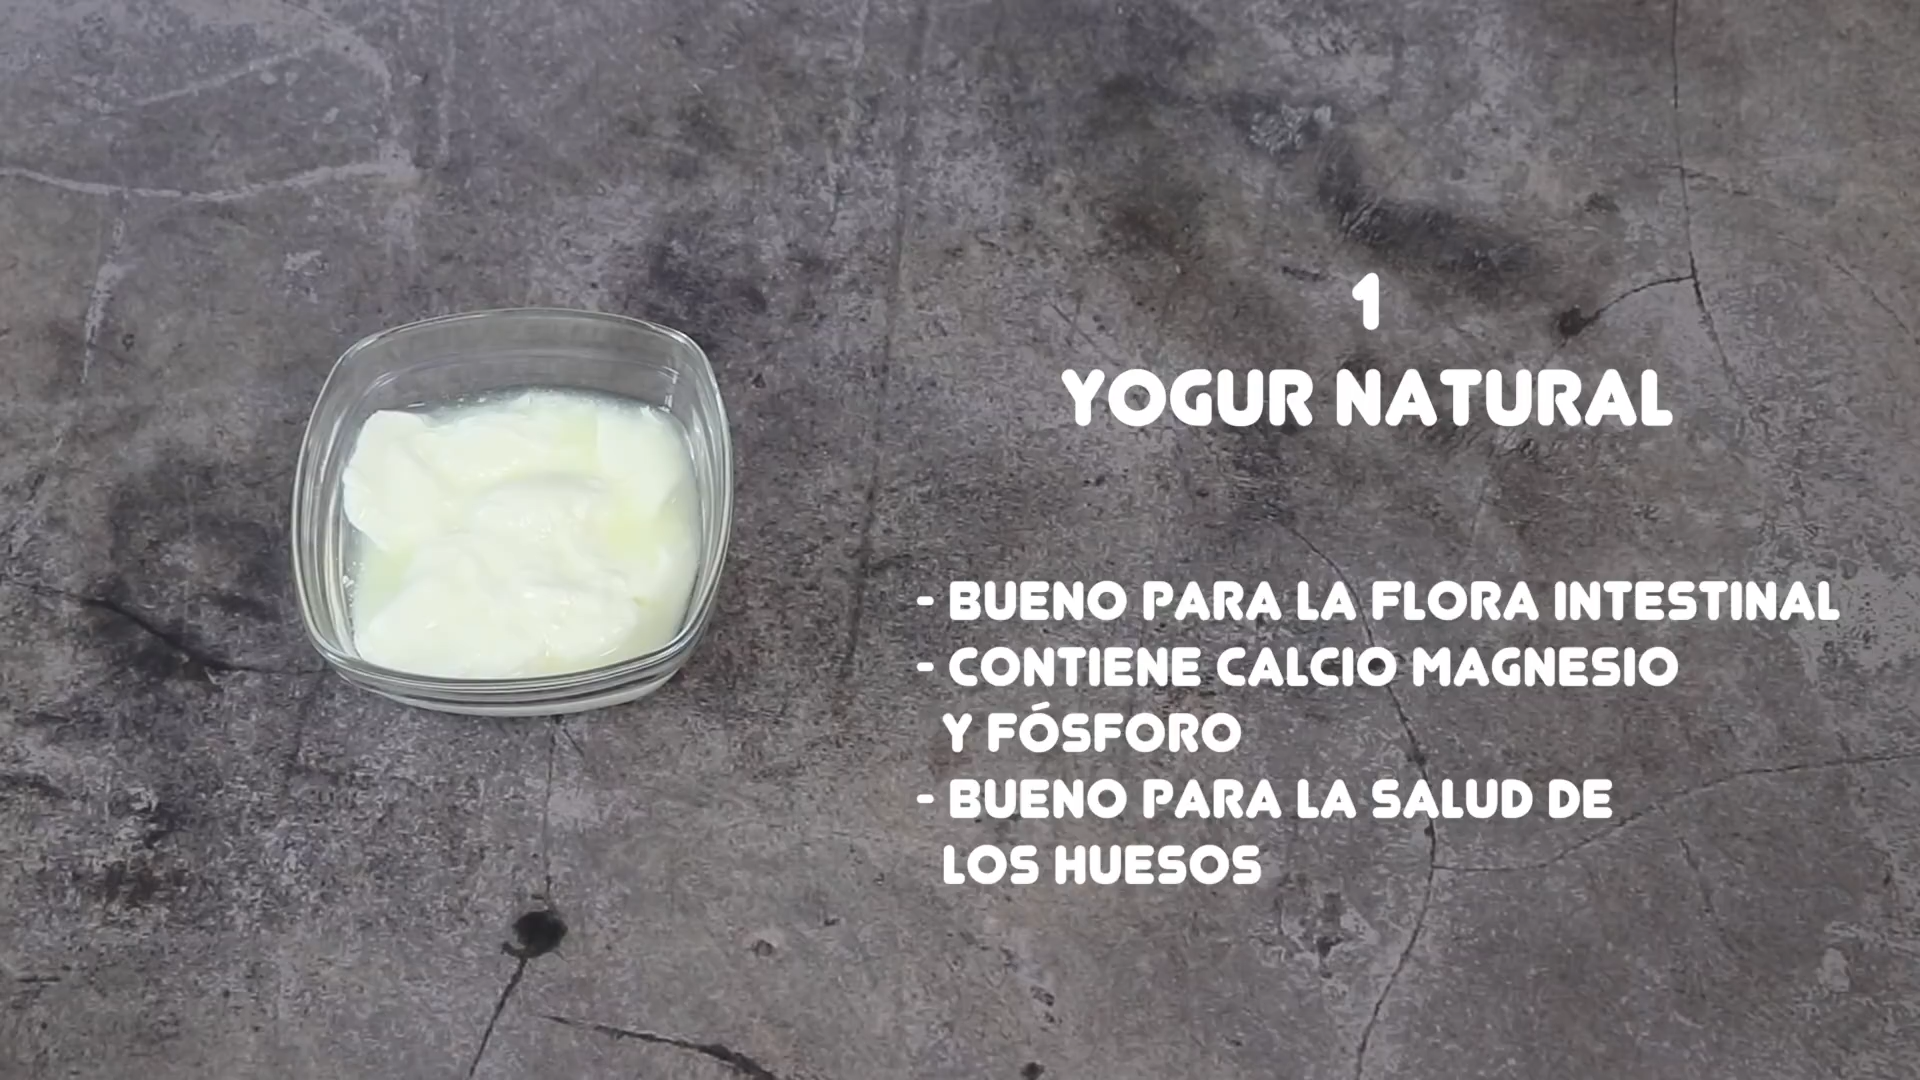 1
YOGUR NATURAL
- BUENO PARA LA FLORA INTESTINAL
- CONTIENE CALCIO MAGNESIO
Y FÓSFORO
- BUENO PARA LA SALUD DE
LOS HUESOS